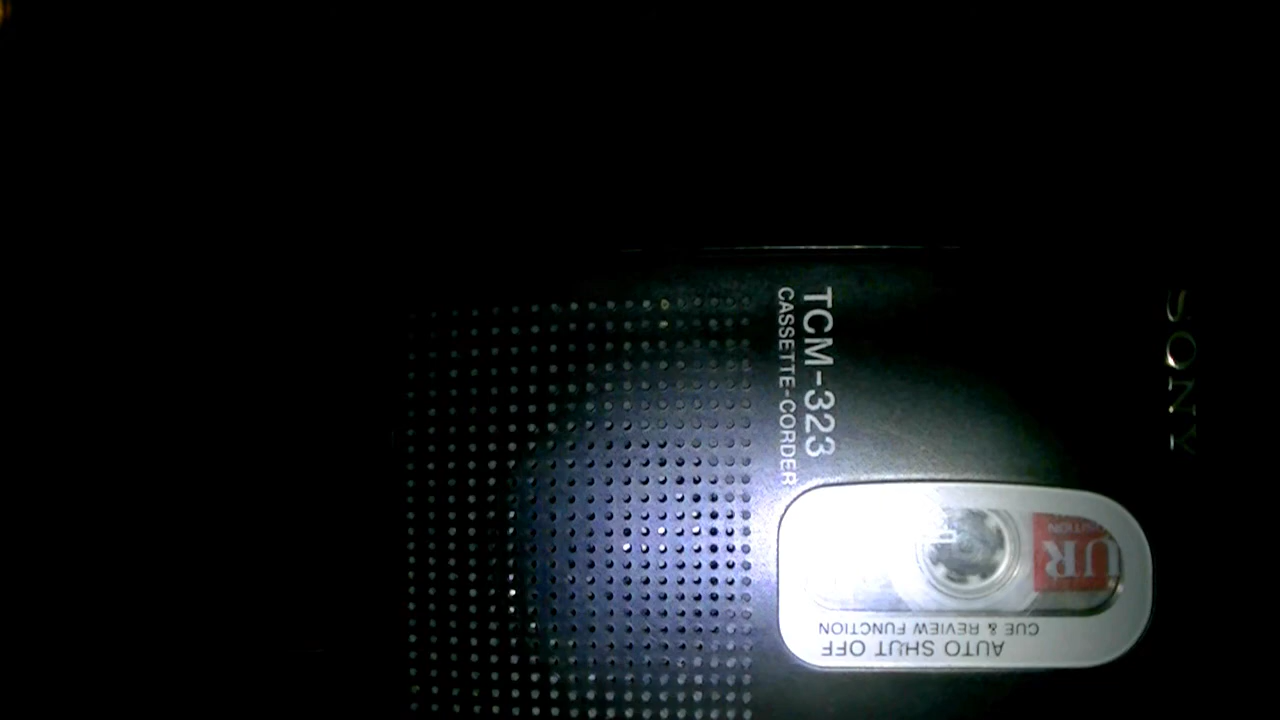 SONY
TCM-323
CASSETTE-CORDER
AUTO SHUT OFF
CUE & REVIEW FUNCTION
UR